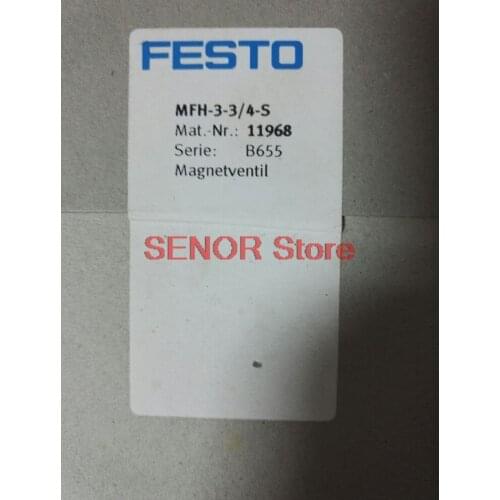 FESTO
MFH-3-3/4-S
Mat.-Nr.: 11968
Serie: B655
Magnetventil
SENOR Store